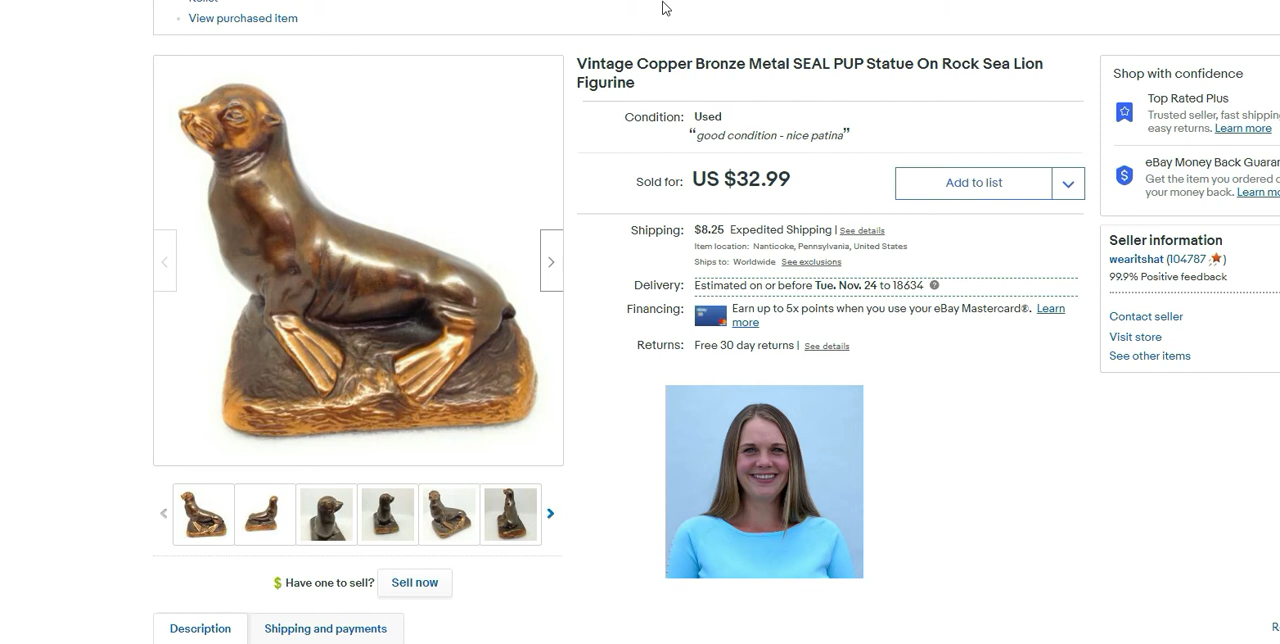 View purchased item
Vintage Copper Bronze Metal SEAL PUP Statue On Rock Sea Lion
Figurine
Condition: Used
“good condition - nice patina”
Sold for: US $32.99
Add to list
Shipping: $8.25 Expedited Shipping | See details
Item location: Nanticoke, Pennsylvania, United States
Ships to: Worldwide See exclusions
Delivery: Estimated on or before Tue. Nov. 24 to 18634
Financing: Earn up to 5x points when you use your eBay Mastercard®. Learn
more
Returns: Free 30 day returns | See details
Shop with confidence
Top Rated Plus
Trusted seller, fast shipping
easy returns. Learn more
eBay Money Back
Get the item you ordered
your money back.
Seller information
wearitshat (104787)
99.9% Positive feedback
Contact seller
Visit store
See other items
$ Have one to sell? Sell now
Description
Shipping and payments